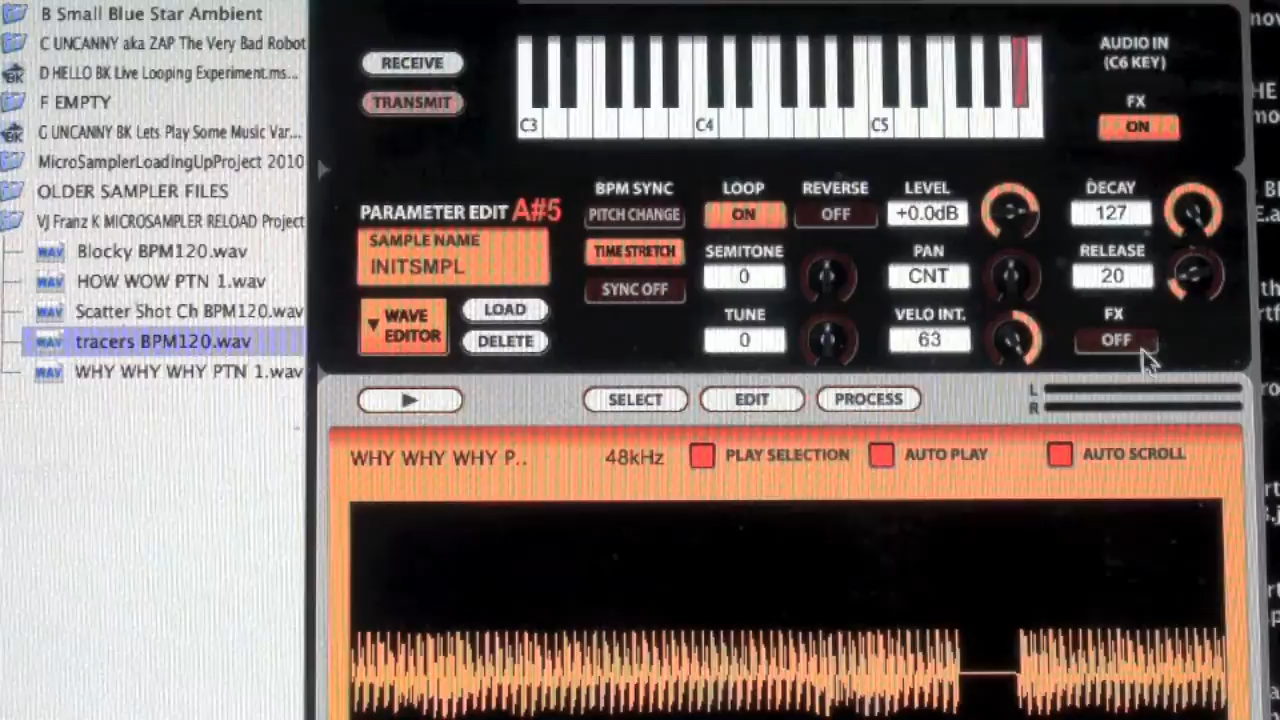 B Small Blue Star Ambient
C UNCANNY aka ZAP The Very Bad Robot
D HELLO BK Live Looping Experiment.ms...
F EMPTY
G UNCANNY BK Lets Play Some Music Var...
MicroSamplerLoadingUpProject 2010
OLDER SAMPLER FILES
VJ Franz K MICROSAMPLER RELOAD Project
WAV Blocky BPM120.wav
WAV HOW WOW PTN 1.wav
WAV Scatter Shot Ch BPM120.wav
WAV tracers BPM120.wav
WAV WHY WHY WHY PTN 1.wav
RECEIVE
TRANSMIT
C3 C4 C5
AUDIO IN
(C6 KEY)
FX
ON
PARAMETER EDIT A#5
SAMPLE NAME
INITSMPL
WAVE
EDITOR
LOAD
DELETE
BPM SYNC
PITCH CHANGE
TIME STRETCH
SYNC OFF
LOOP
ON
REVERSE
OFF
LEVEL
+0.0dB
DECAY
127
SEMITONE
0
PAN
CNT
RELEASE
20
TUNE
0
VELO INT.
63
FX
OFF
SELECT
EDIT
PROCESS
L
R
WHY WHY WHY P..
48kHz
PLAY SELECTION
AUTO PLAY
AUTO SCROLL